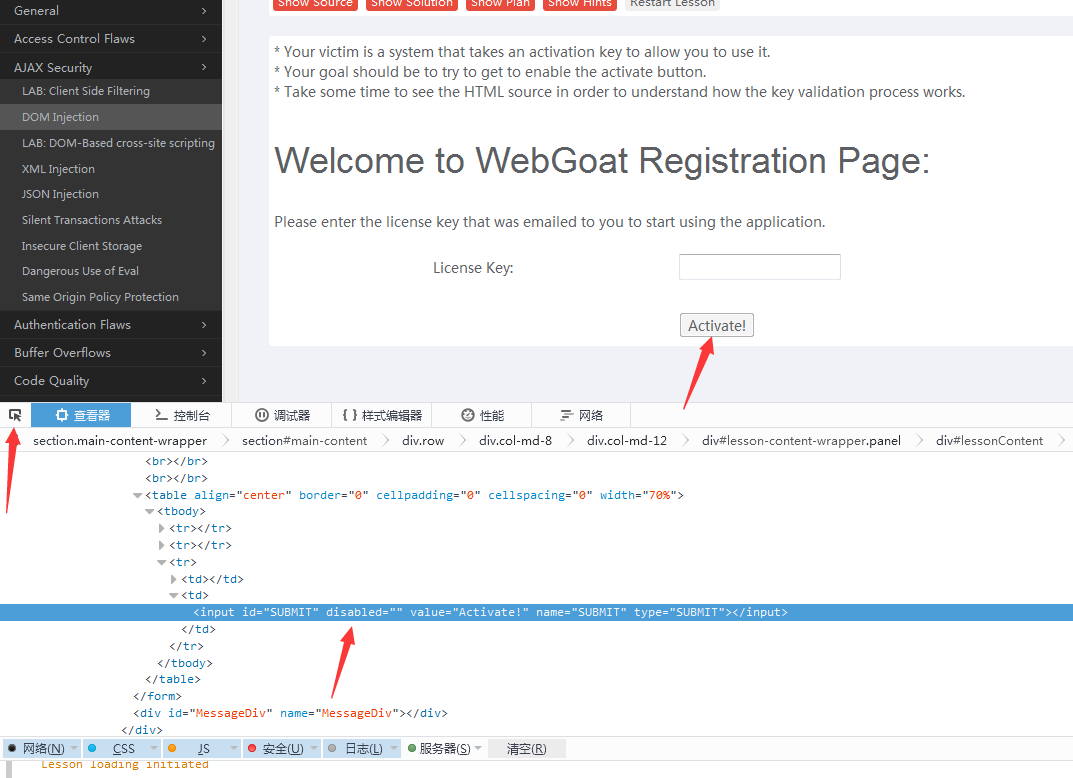 General
Access Control Flaws
AJAX Security
LAB: Client Side Filtering
DOM Injection
LAB: DOM-Based cross-site scripting
XML Injection
JSON Injection
Silent Transactions Attacks
Insecure Client Storage
Dangerous Use of Eval
Same Origin Policy Protection
Authentication Flaws
Buffer Overflows
Code Quality
Show Source Show Solution Show Plan Show Hints Restart Lesson
* Your victim is a system that takes an activation key to allow you to use it.
* Your goal should be to try to get to enable the activate button.
* Take some time to see the HTML source in order to understand how the key validation process works.
Welcome to WebGoat Registration Page:
Please enter the license key that was emailed to you to start using the application.
License Key:
Activate!
查看器 控制台 调试器 {} 样式编辑器 性能 网络
section.main-content-wrapper section#main-content div.row div.col-md-8 div.col-md-12 div#lesson-content-wrapper.panel div#lessonContent
<br></br>
<br></br>
<table align="center" border="0" cellpadding="0" cellspacing="0" width="70%">
<tbody>
<tr></tr>
<tr></tr>
<tr>
<td></td>
<td>
<input id="SUBMIT" disabled="" value="Activate!" name="SUBMIT" type="SUBMIT"></input>
</td>
</tr>
</tbody>
</table>
</form>
<div id="MessageDiv" name="MessageDiv"></div>
</div>
网络(N) CSS JS 安全(U) 日志(L) 服务器(S) 清空(R)
Lesson loading initiated